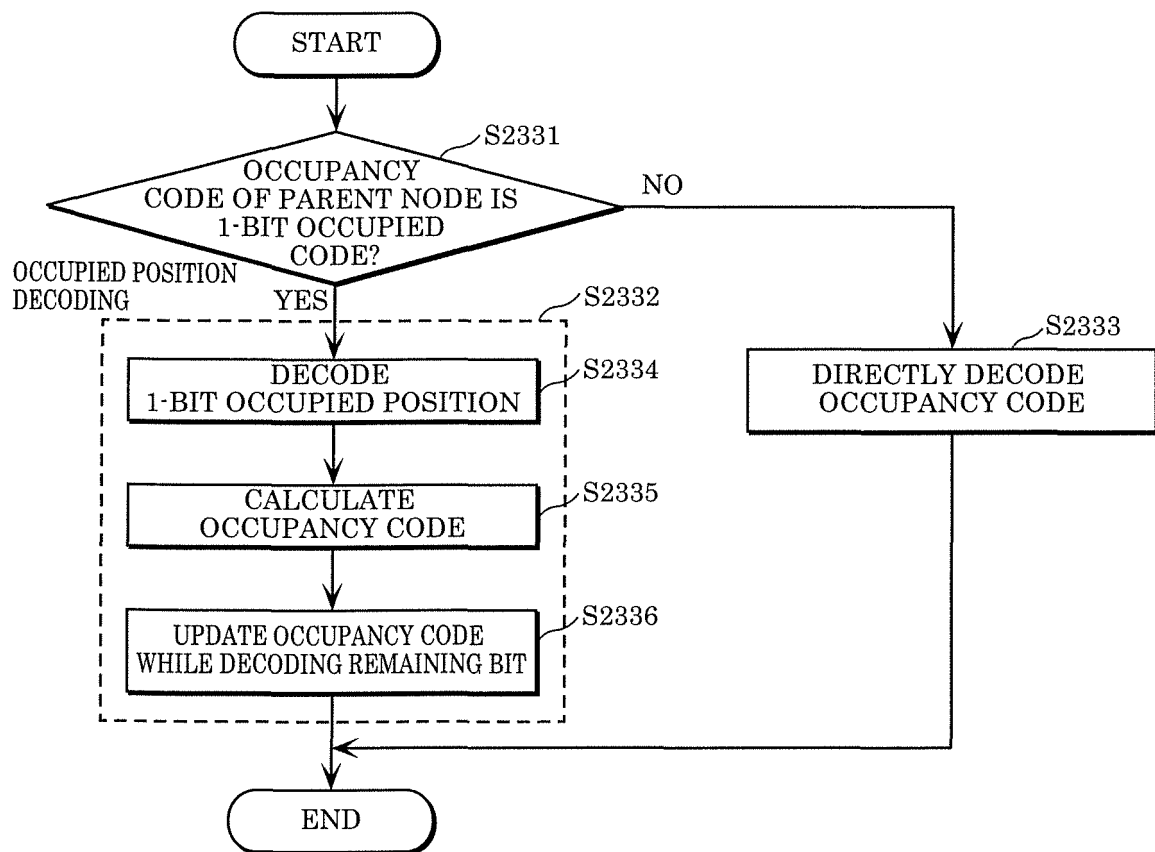 START
S2331
OCCUPANCY
CODE OF PARENT NODE IS
1-BIT OCCUPIED
CODE?
NO
OCCUPIED POSITION
DECODING
YES
S2332
S2333
DECODE
1-BIT OCCUPIED POSITION
S2334
DIRECTLY DECODE
OCCUPANCY CODE
CALCULATE
OCCUPANCY CODE
S2335
UPDATE OCCUPANCY CODE
WHILE DECODING REMAINING BIT
S2336
END